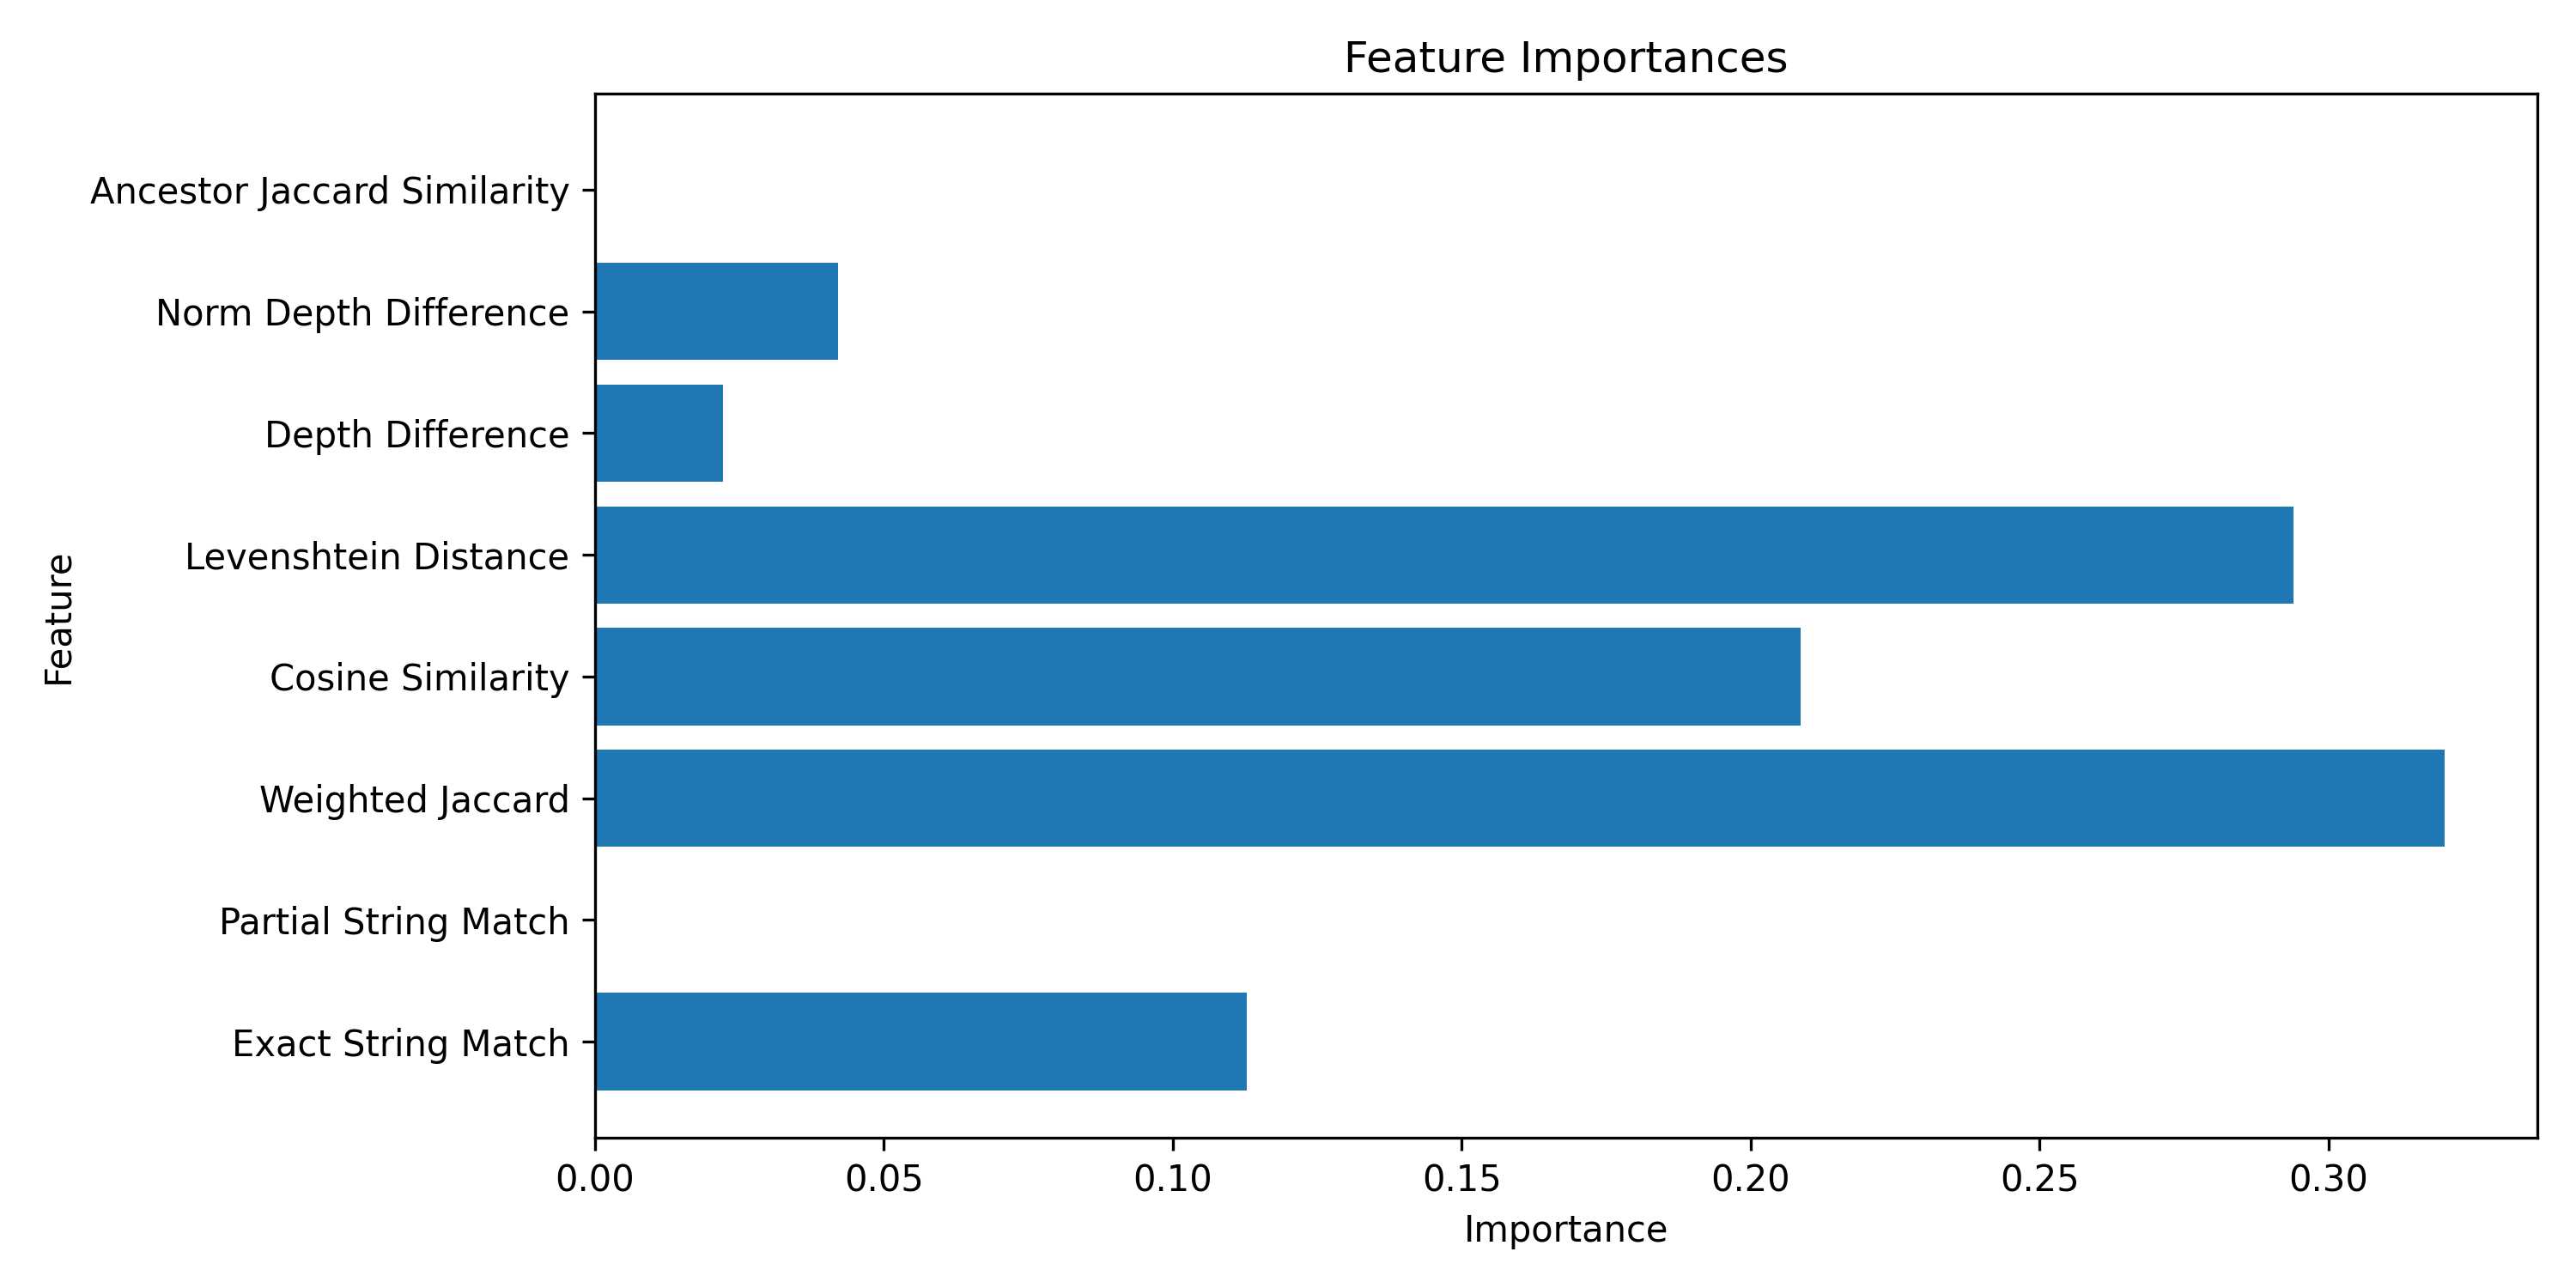 Feature Importances
Feature
Ancestor Jaccard Similarity
Norm Depth Difference
Depth Difference
Levenshtein Distance
Cosine Similarity
Weighted Jaccard
Partial String Match
Exact String Match
0.00 0.05 0.10 0.15 0.20 0.25 0.30
Importance